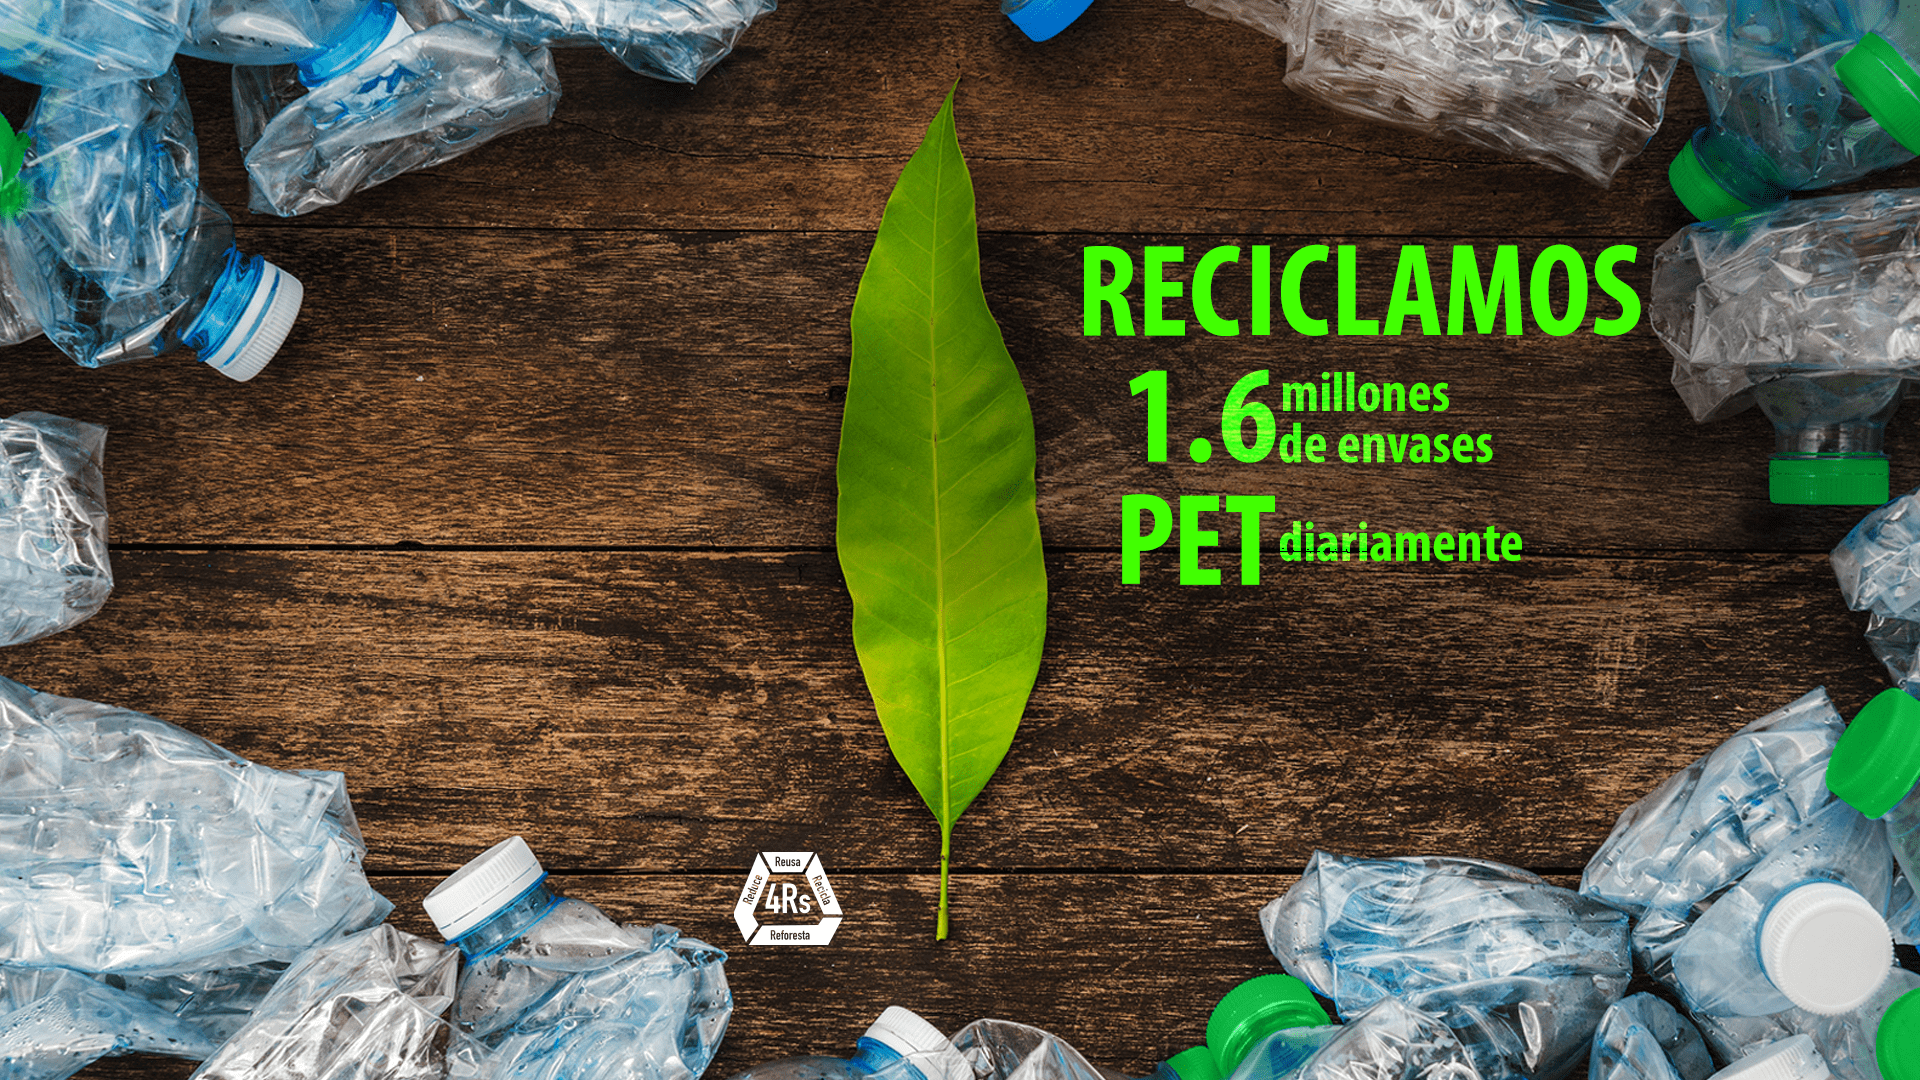 RECICLAMOS
1.6 millones
de envases
PET diariamente
Reusa
Reduce
4Rs
Recicla
Reforesta